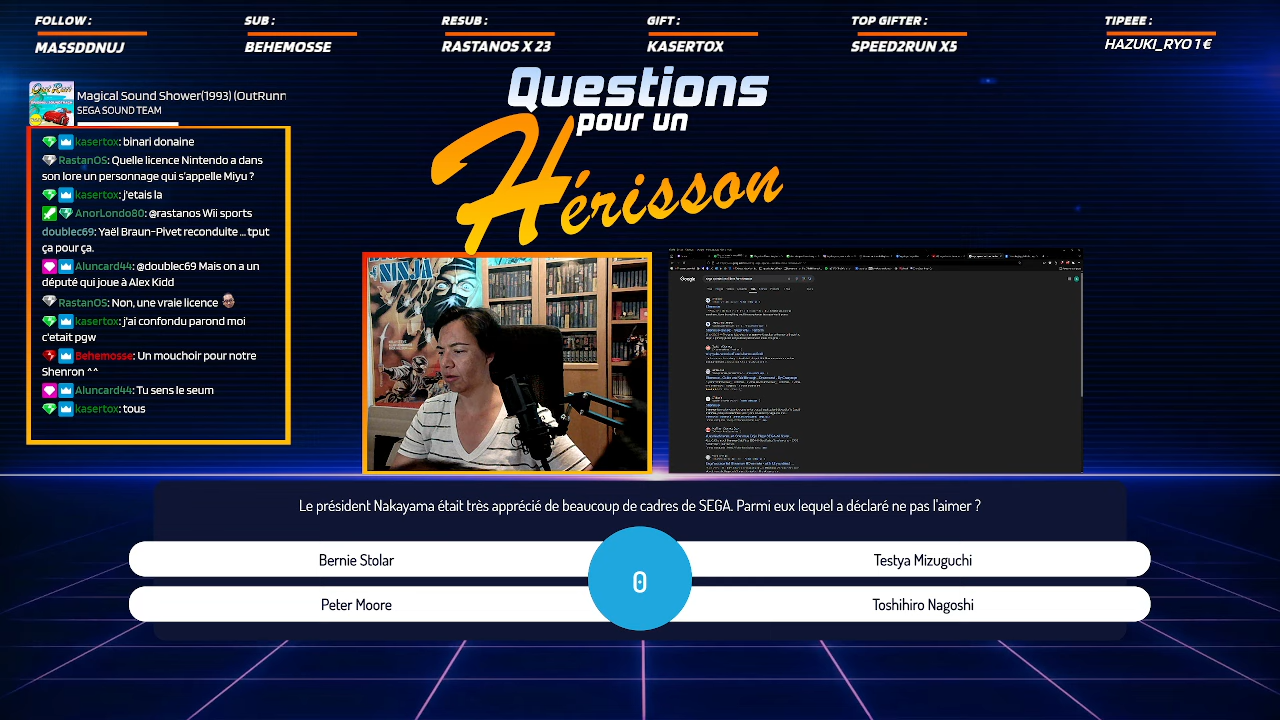 FOLLOW :
MASSDDNUJ
SUB :
BEHEMOSSE
RESUB :
RASTANOS X 23
GIFT :
KASERTOX
TOP GIFTER :
SPEED2RUN X5
TIPEEE :
HAZUKI_RYO 1 €
Questions
pour un
Hérisson
Magical Sound Shower(1993) (OutRunn
SEGA SOUND TEAM
kasertox: binari donaine
RastanOS: Quelle licence Nintendo a dans
son lore un personnage qui s'appelle Miyu ?
kasertox: j'etais la
AnorLondo80: @rastanos Wii sports
doublec69: Yaël Braun-Pivet reconduite ... tput
ça pour ça.
Aluncard44: @doublec69 Mais on a un
député qui joue à Alex Kidd
RastanOS: Non, une vraie licence
kasertox: j'ai confondu parond moi
c'etait pgw
Behemosse: Un mouchoir pour notre
Shenron ^^
Aluncard44: Tu sens le seum
kasertox: tous
NINJA
Google
Le président Nakayama était très apprécié de beaucoup de cadres de SEGA. Parmi eux lequel a déclaré ne pas l'aimer ?
Bernie Stolar
Testya Mizuguchi
0
Peter Moore
Toshihiro Nagoshi